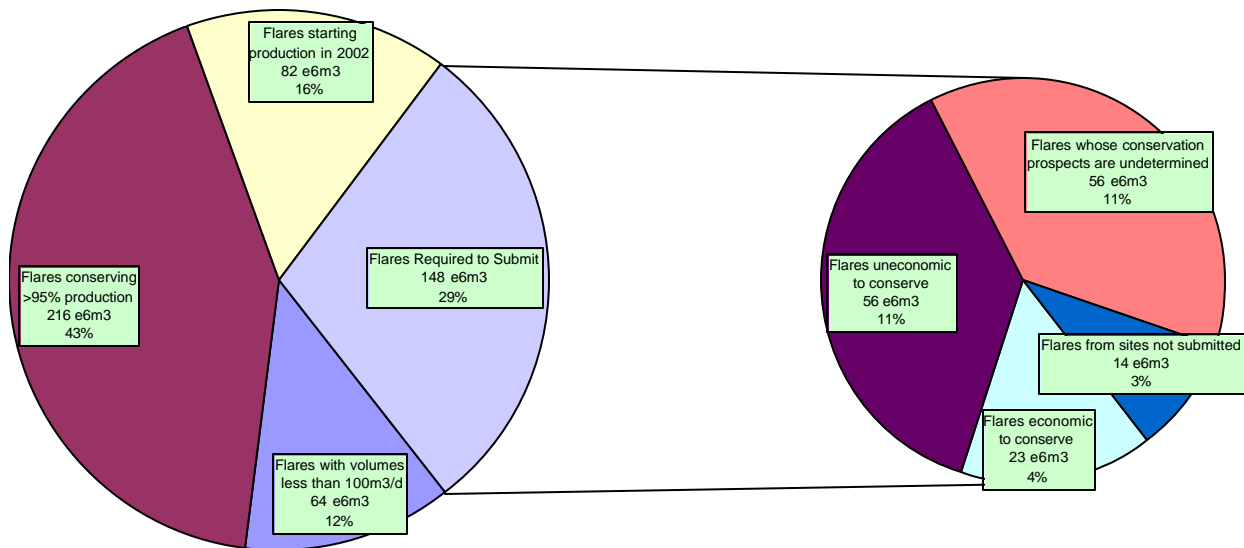 Flares starting
production in 2002
82 e6m3
16%
Flares Required to Submit
148 e6m3
29%
Flares conserving
>95% production
216 e6m3
43%
Flares with volumes
less than 100m3/d
64 e6m3
12%
Flares whose conservation
prospects are undetermined
56 e6m3
11%
Flares uneconomic
to conserve
56 e6m3
11%
Flares from sites not submitted
14 e6m3
3%
Flares economic
to conserve
23 e6m3
4%